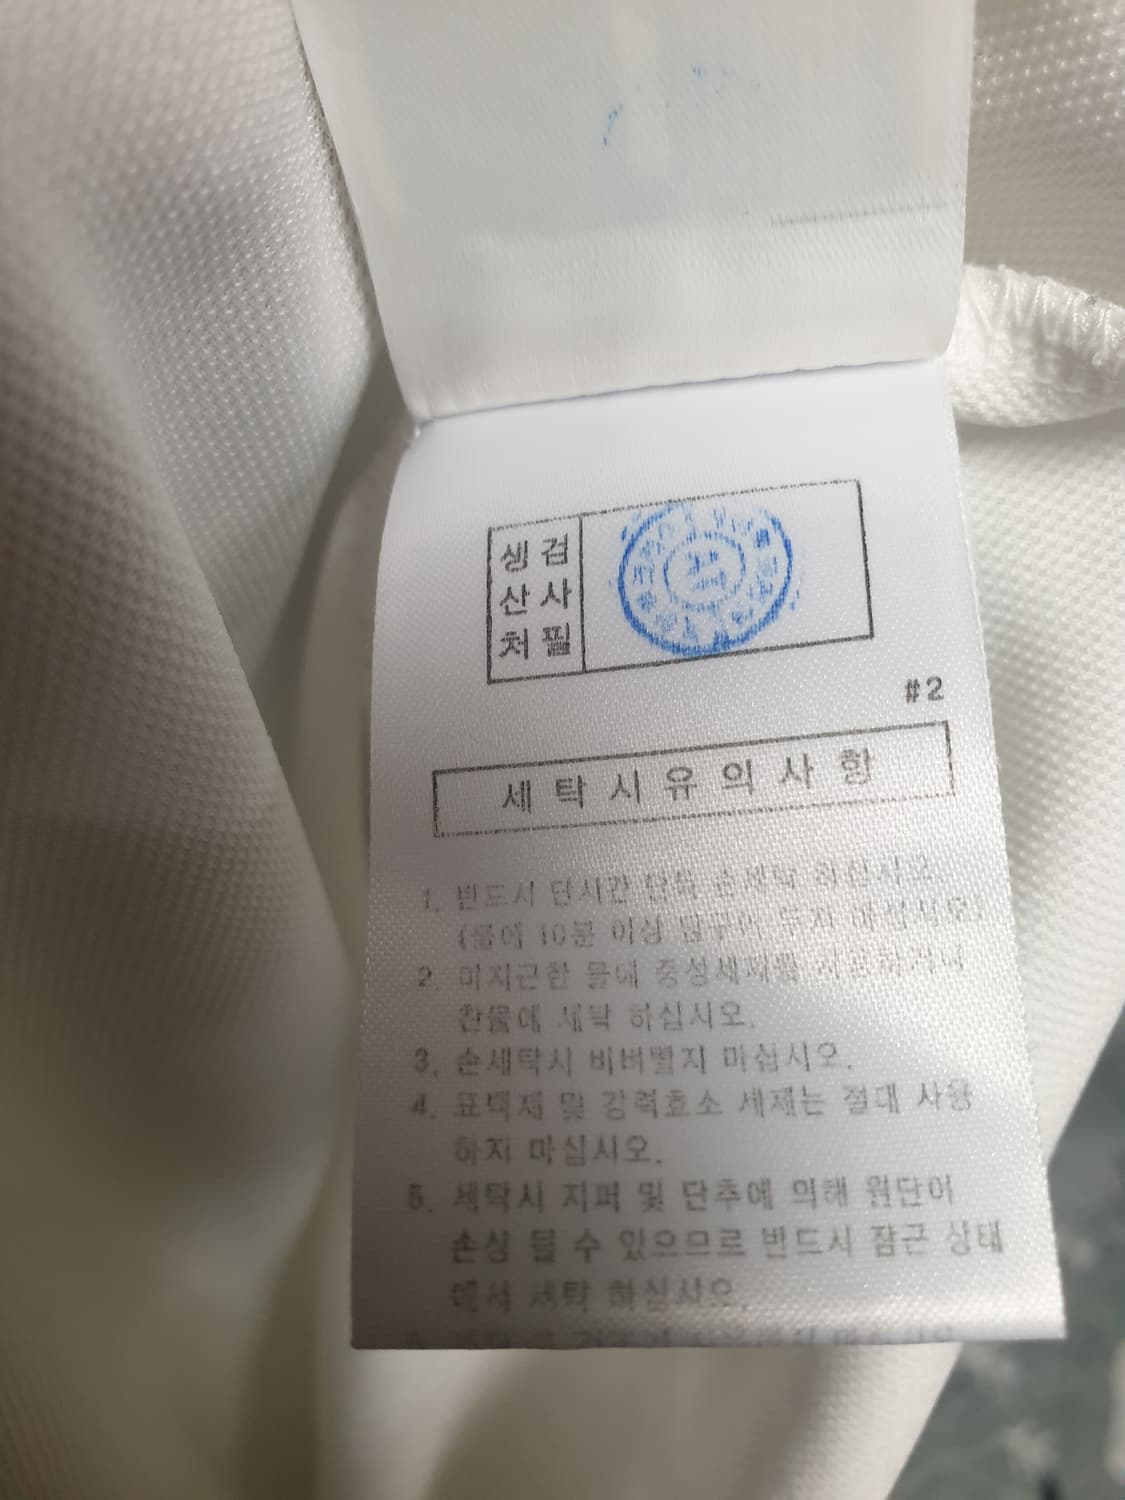 생산처 검사필
#2
세탁시유의사항
1. 반드시 단시간 단독 손세탁 하십시오.
(물에 10분 이상 담구어 두지 마십시오)
2. 미지근한 물에 중성세제를 사용하거나
찬물에 세탁 하십시오.
3. 손세탁시 비벼빨지 마십시오.
4. 표백제 및 강력효소 세제는 절대 사용
하지 마십시오.
5. 세탁시 지퍼 및 단추에 의해 원단이
손상 될 수 있으므로 반드시 잠근 상태
에서 세탁 하십시오.